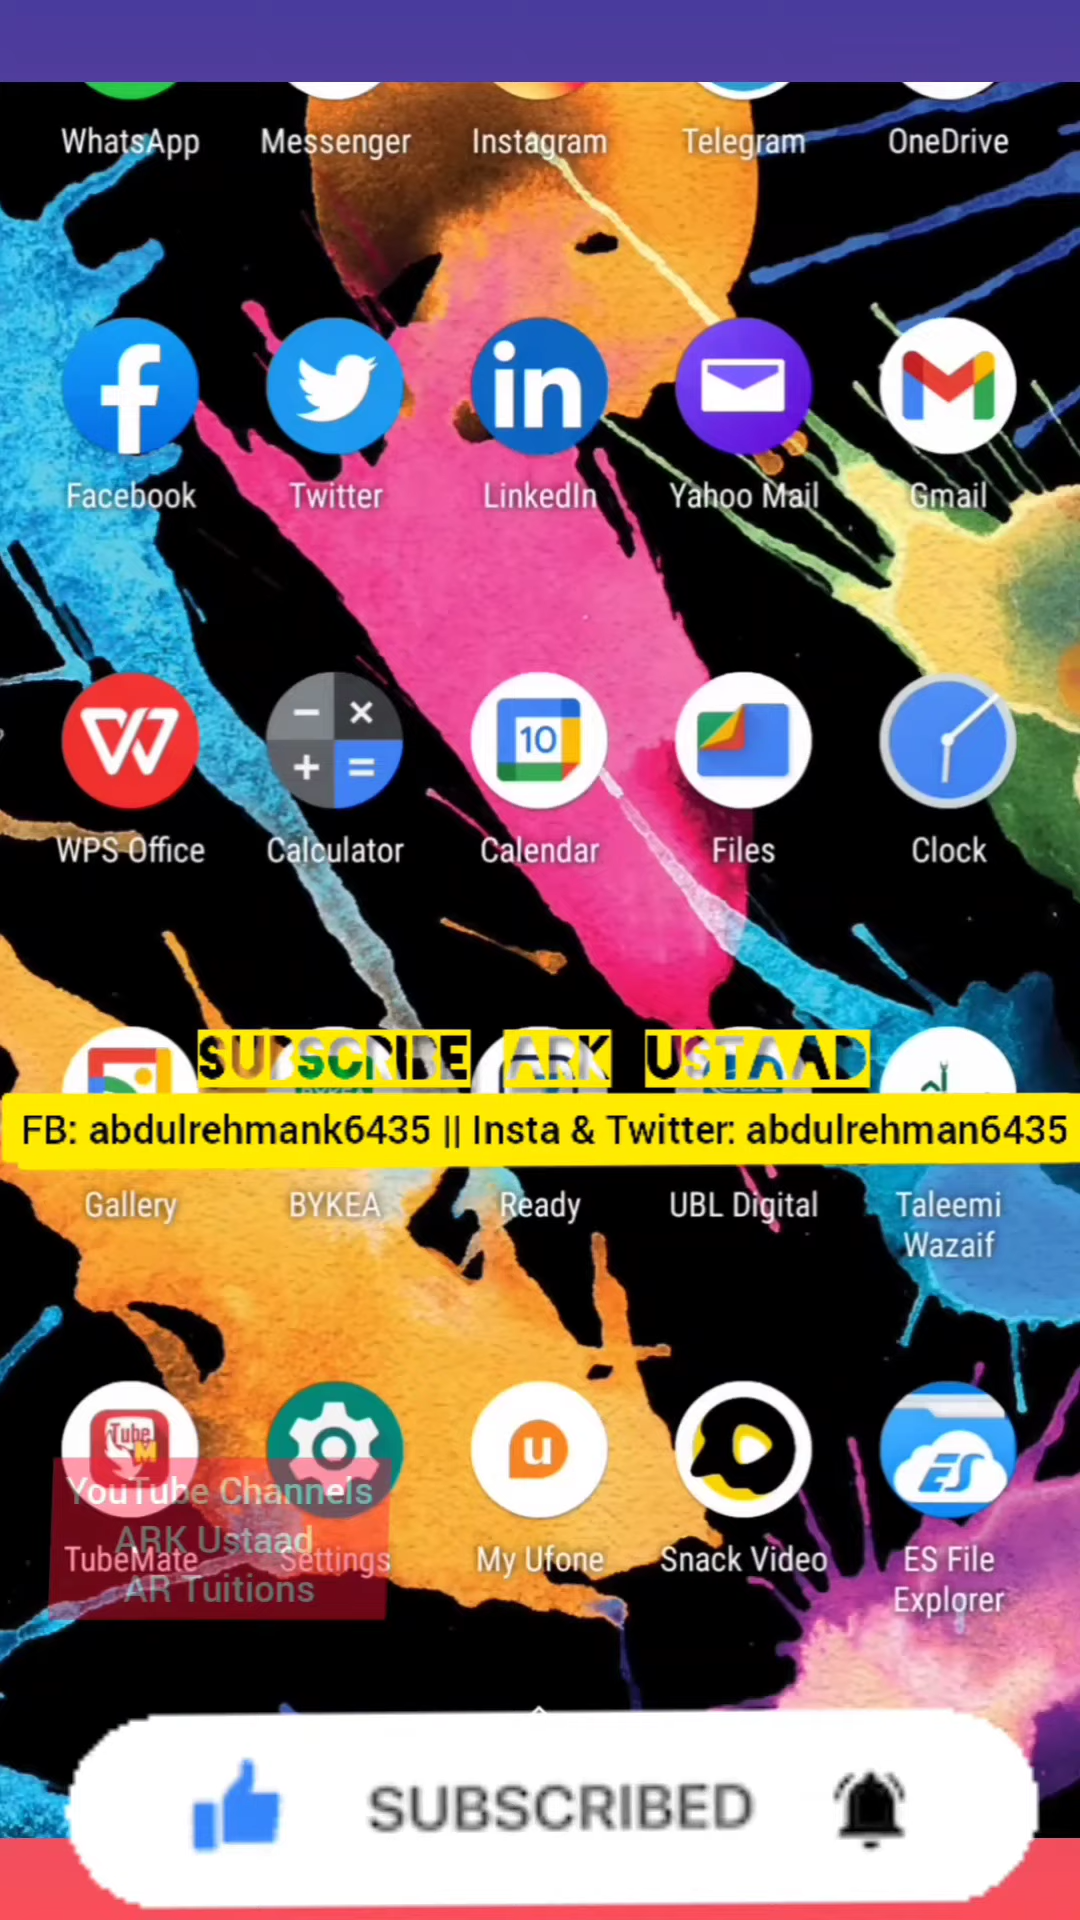 WhatsApp Messenger Instagram Telegram OneDrive
Facebook Twitter LinkedIn Yahoo Mail Gmail
10
WPS Office Calculator Calendar Files Clock
SUBSCRIBE ARK USTAAD
FB: abdulrehmank6435 || Insta & Twitter: abdulrehman6435
Gallery BYKEA Ready UBL Digital Taleemi
Wazaif
Tube
M
u
ES
YouTube Channels
ARK Ustaad
TubeMate Settings My Ufone Snack Video ES File
AR Tuitions
Explorer
SUBSCRIBED